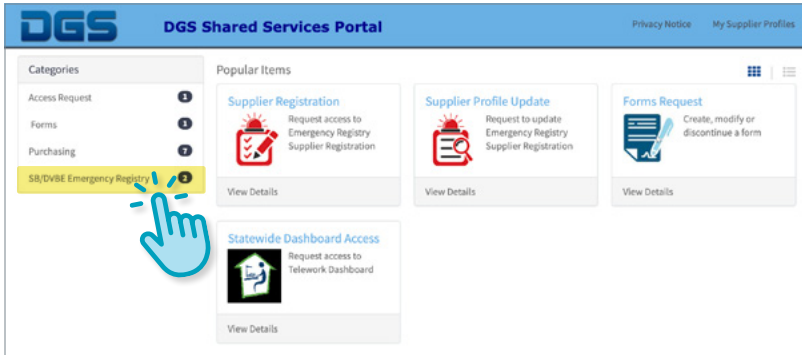 DGS
DGS Shared Services Portal
Privacy Notice
My Supplier Profiles
Categories
Access Request 1
Forms 1
Purchasing 7
SB/DVBE Emergency Registry 2
Popular Items
Supplier Registration
Request access to
Emergency Registry
Supplier Registration
View Details
Supplier Profile Update
Request to update
Emergency Registry
Supplier Registration
View Details
Forms Request
Create, modify or
discontinue a form
View Details
Statewide Dashboard Access
Request access to
Telework Dashboard
View Details